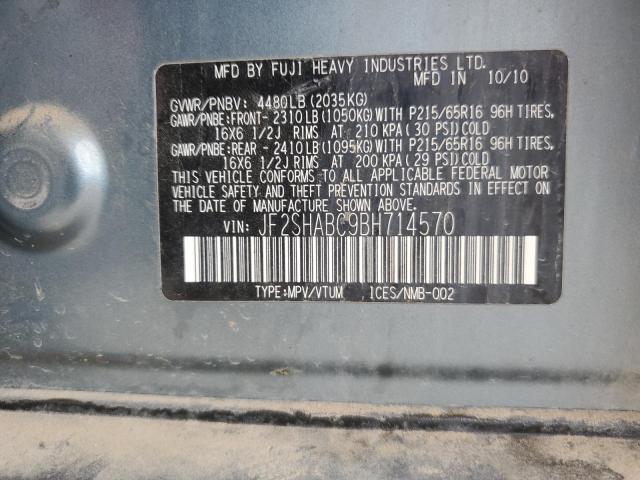 MFD BY FUJI HEAVY INDUSTRIES LTD.
MFD IN 10/10
GVWR/PNBV: 4480LB(2035KG)
GAWR/PNBE:FRONT- 2310LB(1050KG)WITH P215/65R16 96H TIRES,
16X6 1/2J RIMS AT 210 KPA(30 PSI)COLD
GAWR/PNBE:REAR - 2410LB(1095KG)WITH P215/65R16 96H TIRES,
16X6 1/2J RIMS AT 200 KPA(29 PSI)COLD
THIS VEHICLE CONFORMS TO ALL APPLICABLE FEDERAL MOTOR
VEHICLE SAFETY AND THEFT PREVENTION STANDARDS IN EFFECT ON
THE DATE OF MANUFACTURE SHOWN ABOVE.
VIN: JF2SHABC9BH714570
TYPE:MPV/VTUM ICES/NMB-002